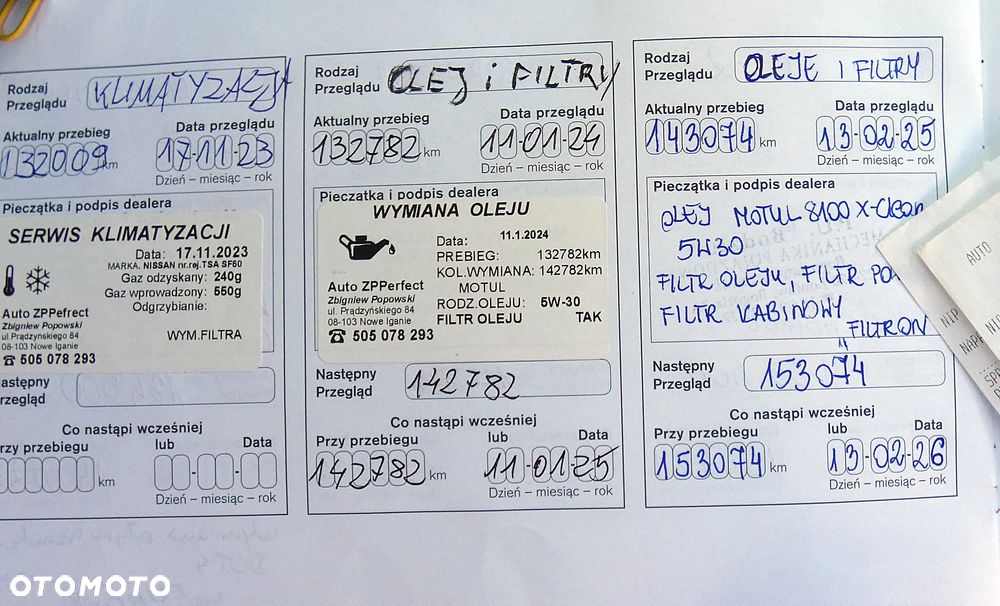 Rodzaj
Przeglądu
KLIMATYZACJA
Aktualny przebieg
Data przeglądu
132009 km
17-11-23
Dzień – miesiąc – rok
Pieczątka i podpis dealera
SERWIS KLIMATYZACJI
Data: 17.11.2023
MARKA. NISSAN nr.rej.TSA SF60
Gaz odzyskany: 240g
Gaz wprowadzony: 550g
Odgrzybianie:
Auto ZPPefrect
Zbigniew Popowski
ul. Prądzyńskiego 84
08-103 Nowe Iganie
WYM.FILTRA
☎ 505 078 293
Następny
Przegląd
Co nastąpi wcześniej
Przy przebiegu
lub
Data
km
Dzień – miesiąc – rok
Rodzaj
Przeglądu
OLEJ i FILTRY
Aktualny przebieg
Data przeglądu
132782 km
11-01-24
Dzień – miesiąc – rok
Pieczątka i podpis dealera
WYMIANA OLEJU
Data: 11.1.2024
PRZEBIEG: 132782km
KOL.WYMIANA: 142782km
MOTUL
RODZ.OLEJU: 5W-30
FILTR OLEJU TAK
Auto ZPPerfect
Zbigniew Popowski
ul. Prądzyńskiego 84
08-103 Nowe Iganie
☎ 505 078 293
Następny
Przegląd
142782
Co nastąpi wcześniej
Przy przebiegu
lub
Data
142782 km
11-01-25
Dzień – miesiąc – rok
Rodzaj
Przeglądu
OLEJE I FILTRY
Aktualny przebieg
Data przeglądu
143074 km
13-02-25
Dzień – miesiąc – rok
Pieczątka i podpis dealera
OLEJ MOTUL 8100 X-Clean
5W30
FILTR OLEJU, FILTR PO
FILTR KABINOWY
FILTRON
Następny
Przegląd
153074
Co nastąpi wcześniej
Przy przebiegu
lub
Data
153074 km
13-02-26
Dzień – miesiąc – rok
AUTO
NIP
OTOMOTO